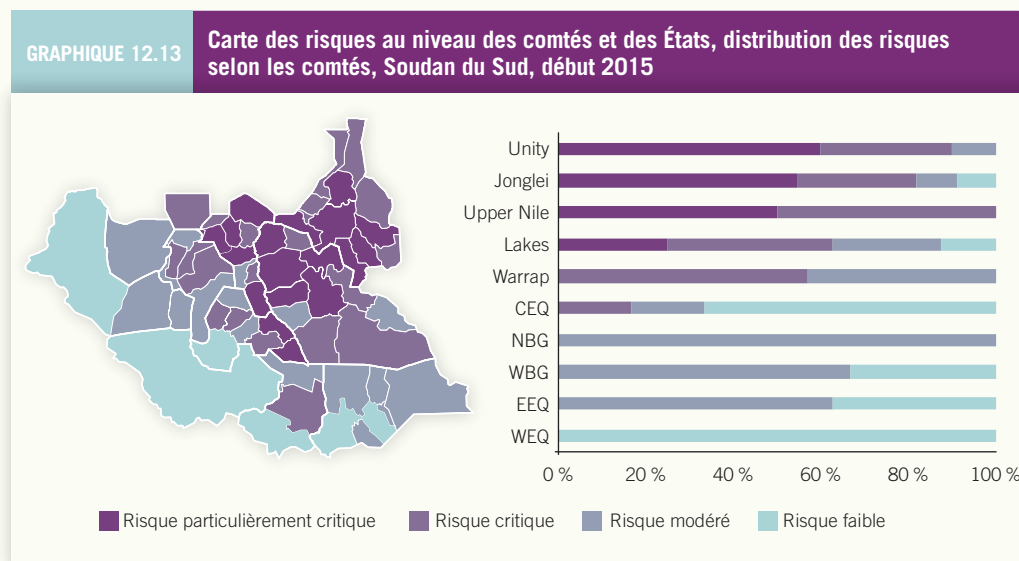 GRAPHIQUE 12.13
Carte des risques au niveau des comtés et des États, distribution des risques
selon les comtés, Soudan du Sud, début 2015
Unity
Jonglei
Upper Nile
Lakes
Warrap
CEQ
NBG
WBG
EEQ
WEQ
0 % 20 % 40 % 60 % 80 % 100 %
Risque particulièrement critique Risque critique Risque modéré Risque faible